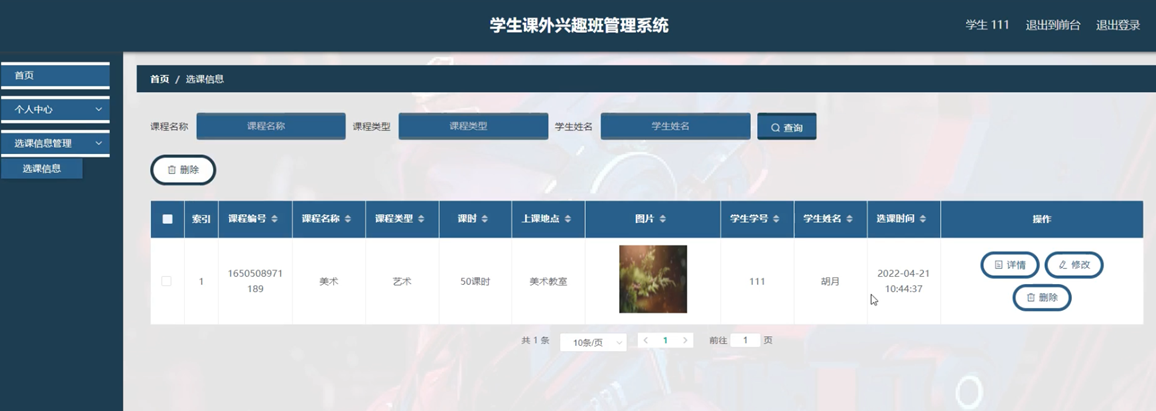 学生课外兴趣班管理系统
学生 111 退出到前台 退出登录
首页
个人中心
选课信息管理
选课信息
首页 / 选课信息
课程名称 课程名称 课程类型 课程类型 学生姓名 学生姓名 查询
删除
索引 课程编号 课程名称 课程类型 课时 上课地点 图片 学生学号 学生姓名 选课时间 操作
1 1650508971189 美术 艺术 50课时 美术教室 111 胡月 2022-04-21 10:44:37 详情 修改
删除
共 1 条 10条/页 1 前往 1 页